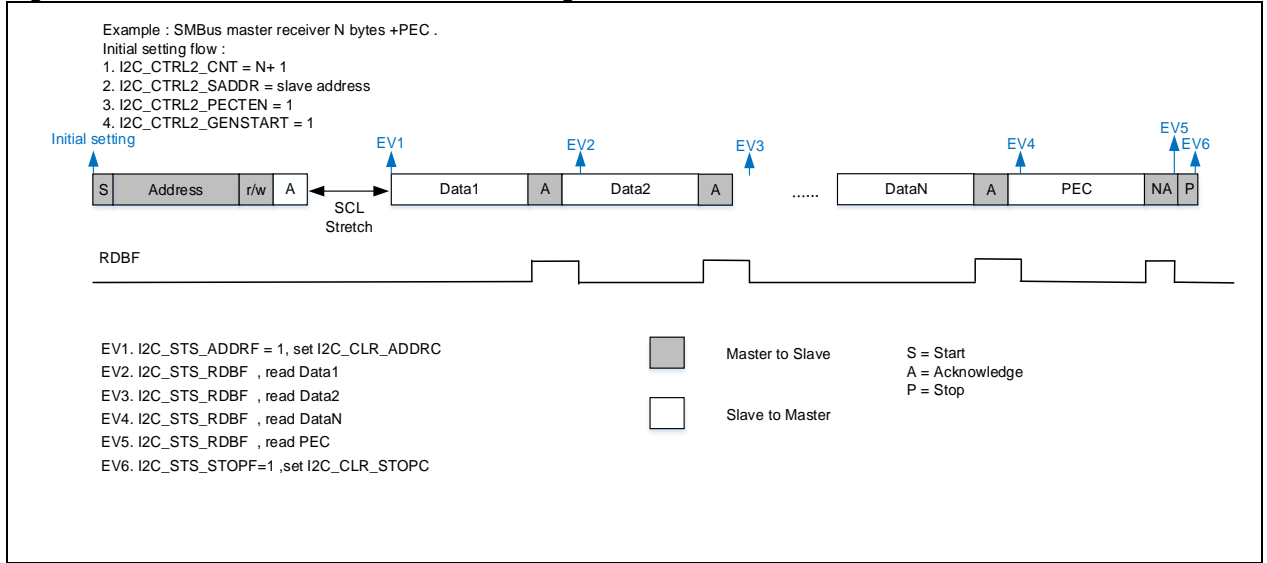 Example : SMBus master receiver N bytes +PEC .
Initial setting flow :
1. I2C_CTRL2_CNT = N+ 1
2. I2C_CTRL2_SADDR = slave address
3. I2C_CTRL2_PECTEN = 1
4. I2C_CTRL2_GENSTART = 1
Initial setting
EV1
EV2
EV3
EV4
EV5
EV6
S Address r/w A Data1 A Data2 A ...... DataN A PEC NA P
SCL
Stretch
RDBF
EV1. I2C_STS_ADDRF = 1, set I2C_CLR_ADDRC
EV2. I2C_STS_RDBF , read Data1
EV3. I2C_STS_RDBF , read Data2
EV4. I2C_STS_RDBF , read DataN
EV5. I2C_STS_RDBF , read PEC
EV6. I2C_STS_STOPF=1 ,set I2C_CLR_STOPC
Master to Slave
Slave to Master
S = Start
A = Acknowledge
P = Stop